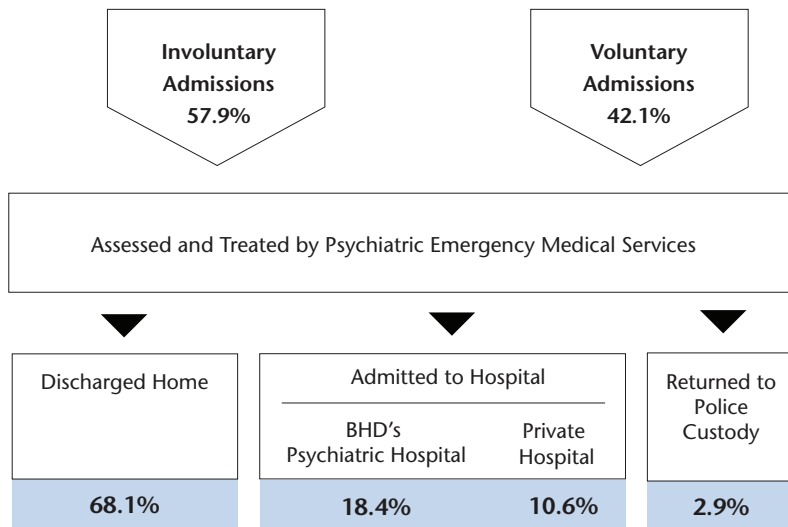 Involuntary
Admissions
57.9%
Voluntary
Admissions
42.1%
Assessed and Treated by Psychiatric Emergency Medical Services
Discharged Home
68.1%
Admitted to Hospital
BHD's
Psychiatric Hospital
18.4%
Private
Hospital
10.6%
Returned to
Police
Custody
2.9%